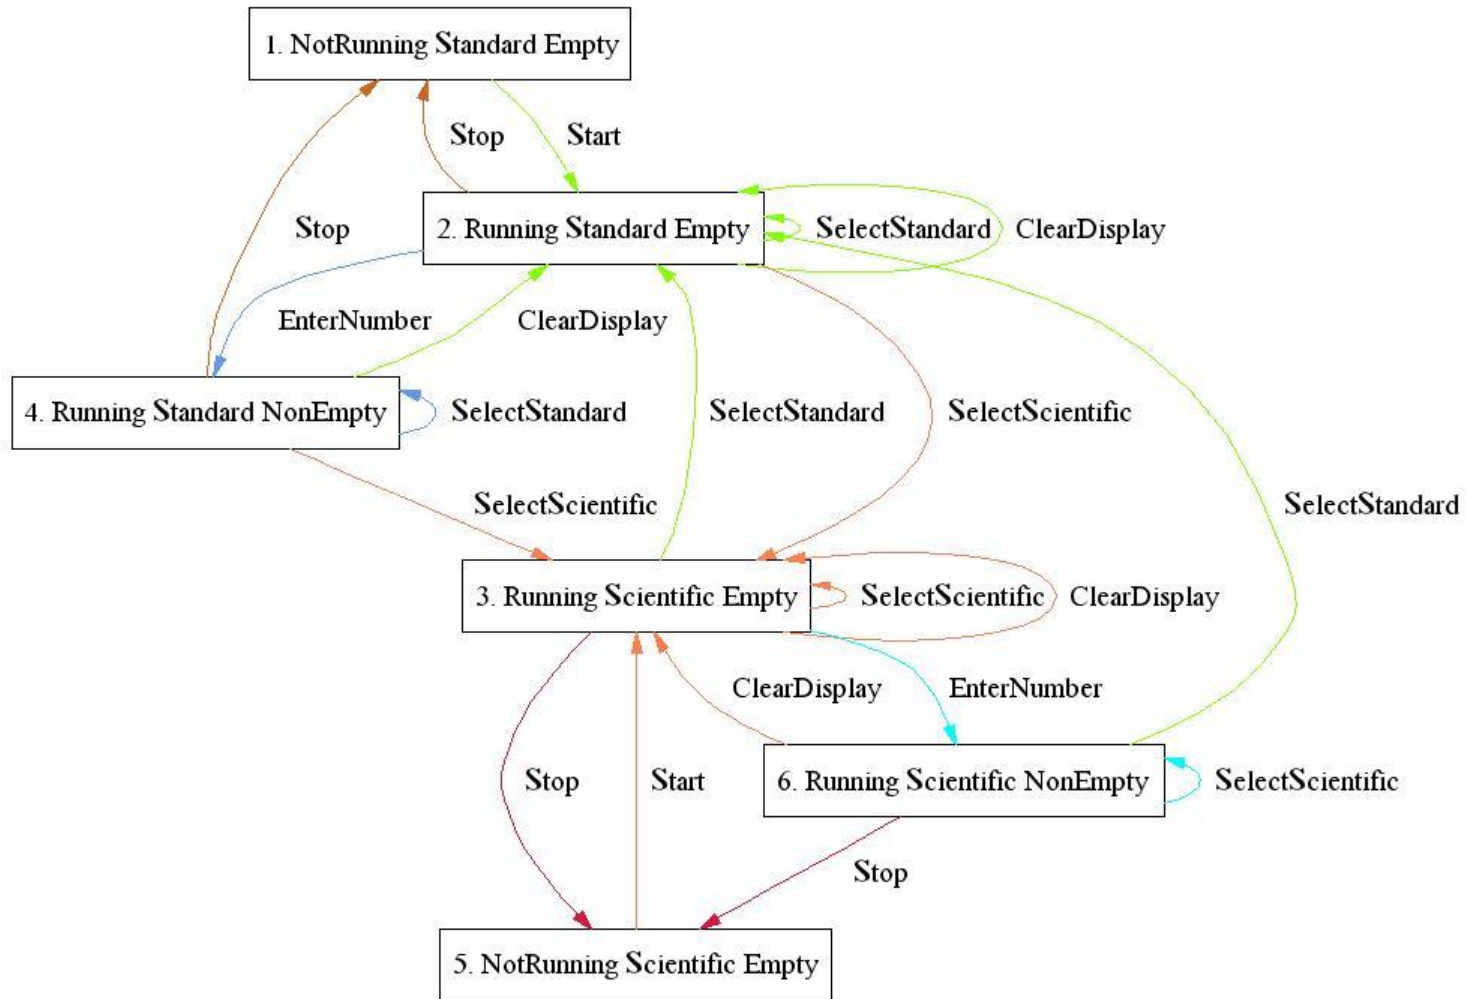 1. NotRunning Standard Empty
Stop
Start
2. Running Standard Empty
SelectStandard
ClearDisplay
Stop
EnterNumber
ClearDisplay
4. Running Standard NonEmpty
SelectStandard
SelectStandard
SelectScientific
SelectScientific
SelectStandard
3. Running Scientific Empty
SelectScientific
ClearDisplay
ClearDisplay
EnterNumber
Stop
Start
6. Running Scientific NonEmpty
SelectScientific
Stop
5. NotRunning Scientific Empty